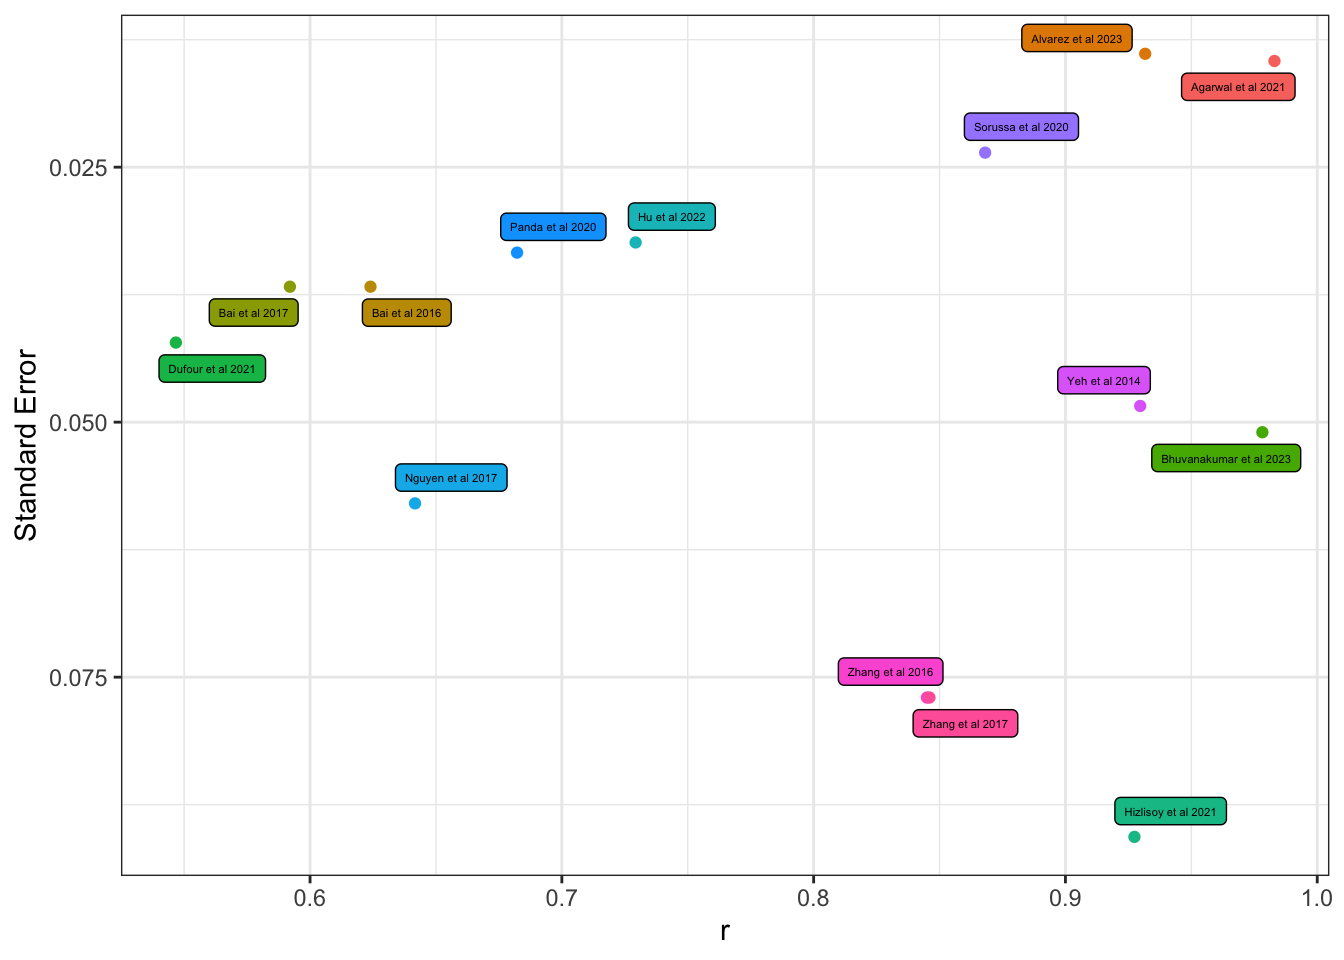 Alvarez et al 2023
Agarwal et al 2021
Sorussa et al 2020
0.025
Hu et al 2022
Panda et al 2020
Bai et al 2017
Bai et al 2016
Dufour et al 2021
Yeh et al 2014
0.050
Bhuvanakumar et al 2023
Nguyen et al 2017
Standard Error
Zhang et al 2016
0.075
Zhang et al 2017
Hizlisoy et al 2021
0.6
0.7
0.8
0.9
1.0
r